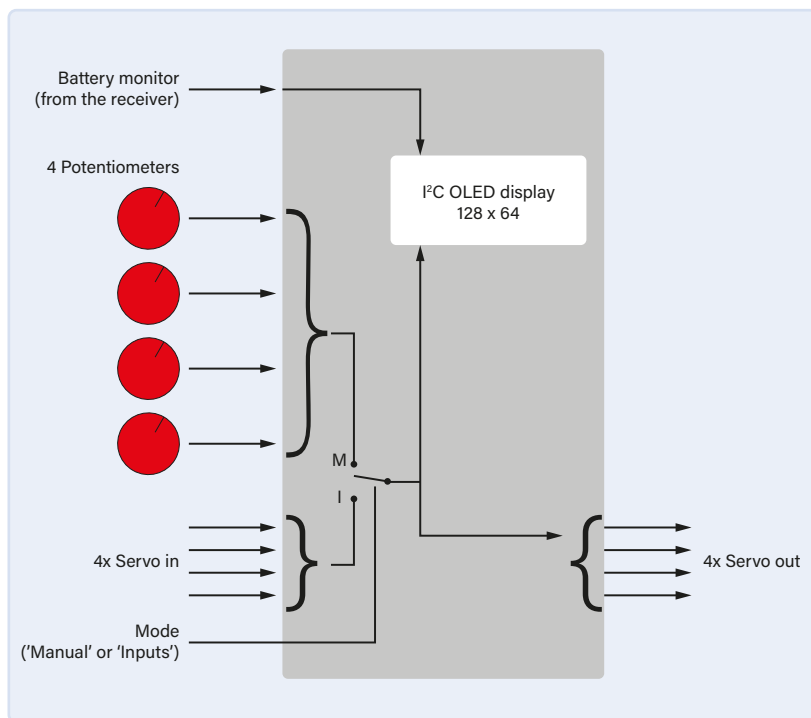 Battery monitor
(from the receiver)
4 Potentiometers
I²C OLED display
128 x 64
M
I
4x Servo in
4x Servo out
Mode
('Manual' or 'Inputs')